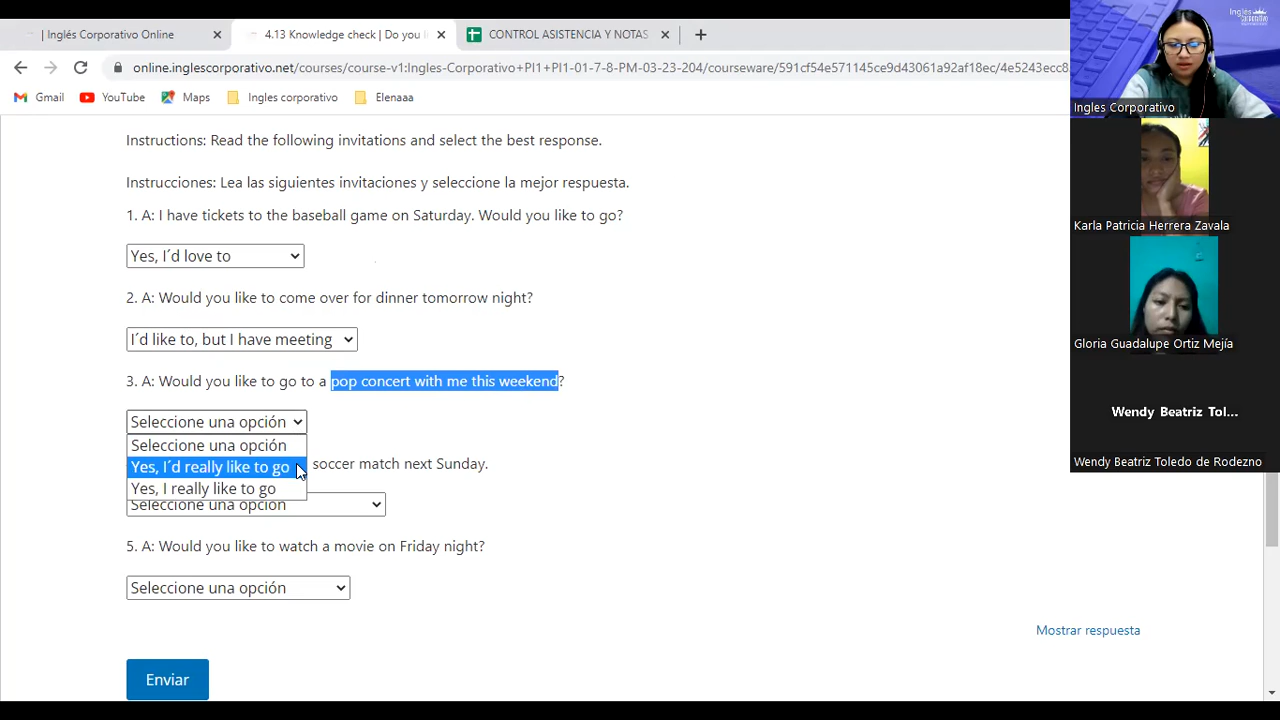 | Inglés Corporativo Online
4.13 Knowledge check | Do you l
CONTROL ASISTENCIA Y NOTAS
online.inglescorporativo.net/courses/course-v1:Ingles-Corporativo+PI1+PI1-01-7-8-PM-03-23-204/courseware/591cf54e571145ce9d43061a92af18ec/4e5243ecc8
Gmail
YouTube
Maps
Ingles corporativo
Elenaaa
Instructions: Read the following invitations and select the best response.
Instrucciones: Lea las siguientes invitaciones y seleccione la mejor respuesta.
1. A: I have tickets to the baseball game on Saturday. Would you like to go?
Yes, I´d love to
2. A: Would you like to come over for dinner tomorrow night?
I´d like to, but I have meeting
3. A: Would you like to go to a pop concert with me this weekend?
Seleccione una opción
Seleccione una opción
Yes, I´d really like to go
soccer match next Sunday.
Yes, I really like to go
Seleccione una opción
5. A: Would you like to watch a movie on Friday night?
Seleccione una opción
Mostrar respuesta
Enviar
Inglés
Corporativo
Ingles Corporativo
Karla Patricia Herrera Zavala
Gloria Guadalupe Ortiz Mejía
Wendy Beatriz Tol...
Wendy Beatriz Toledo de Rodezno